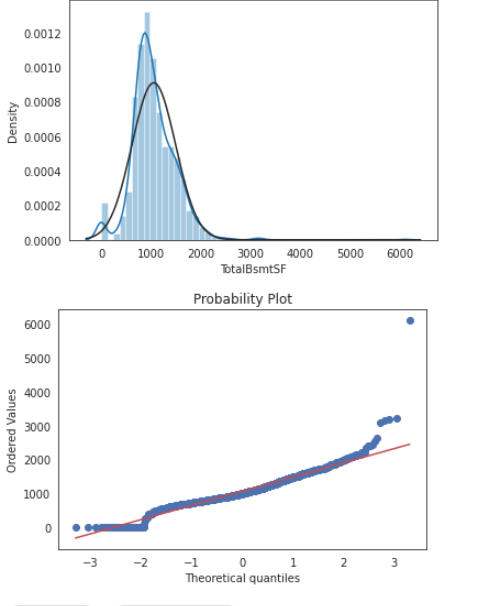 0.0012
0.0010
0.0008
0.0006
0.0004
0.0002
0.0000
Density
0 1000 2000 3000 4000 5000 6000
TotalBsmtSF
Probability Plot
6000
5000
4000
3000
2000
1000
0
Ordered Values
−3 −2 −1 0 1 2 3
Theoretical quantiles